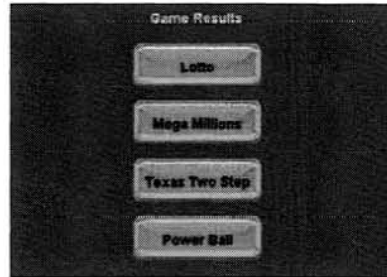 Game Results
Lotto
Mega Millions
Texas Two Step
Power Ball